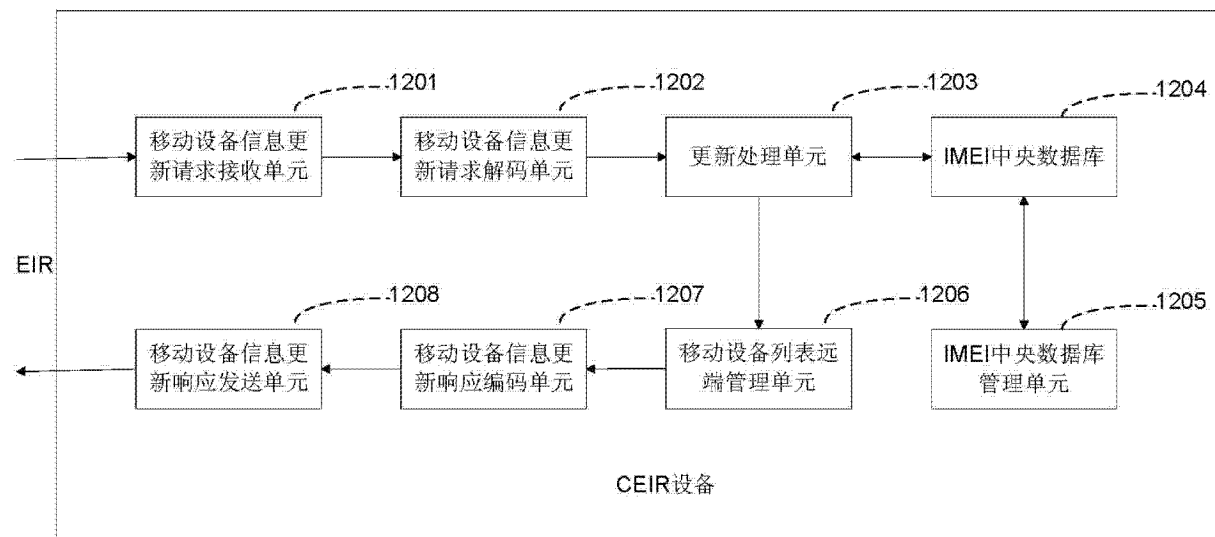 1201
1202
1203
1204
移动设备信息更
新请求接收单元
移动设备信息更
新请求解码单元
更新处理单元
IMEI中央数据库
EIR
1208
1207
1206
1205
移动设备信息更
新响应发送单元
移动设备信息更
新响应编码单元
移动设备列表远
端管理单元
IMEI中央数据库
管理单元
CEIR设备